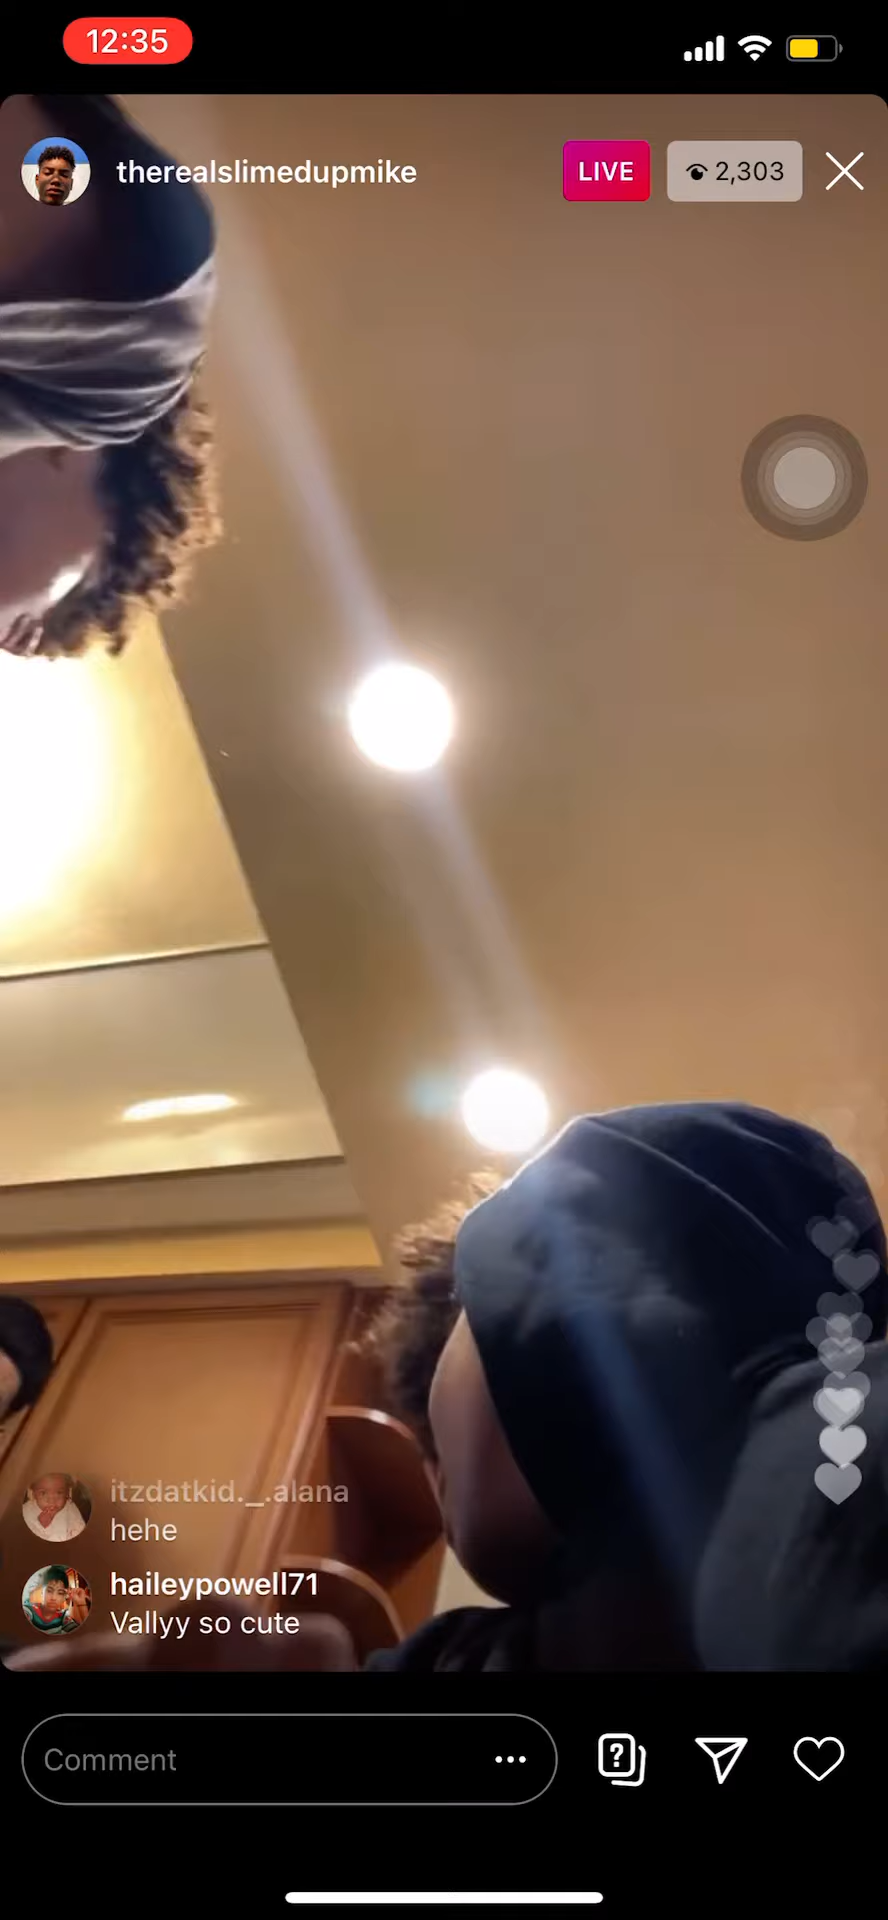 12:35
therealslimedupmike
LIVE
2,303
itzdatkid._.alana
hehe
haileypowell71
Vallyy so cute
Comment